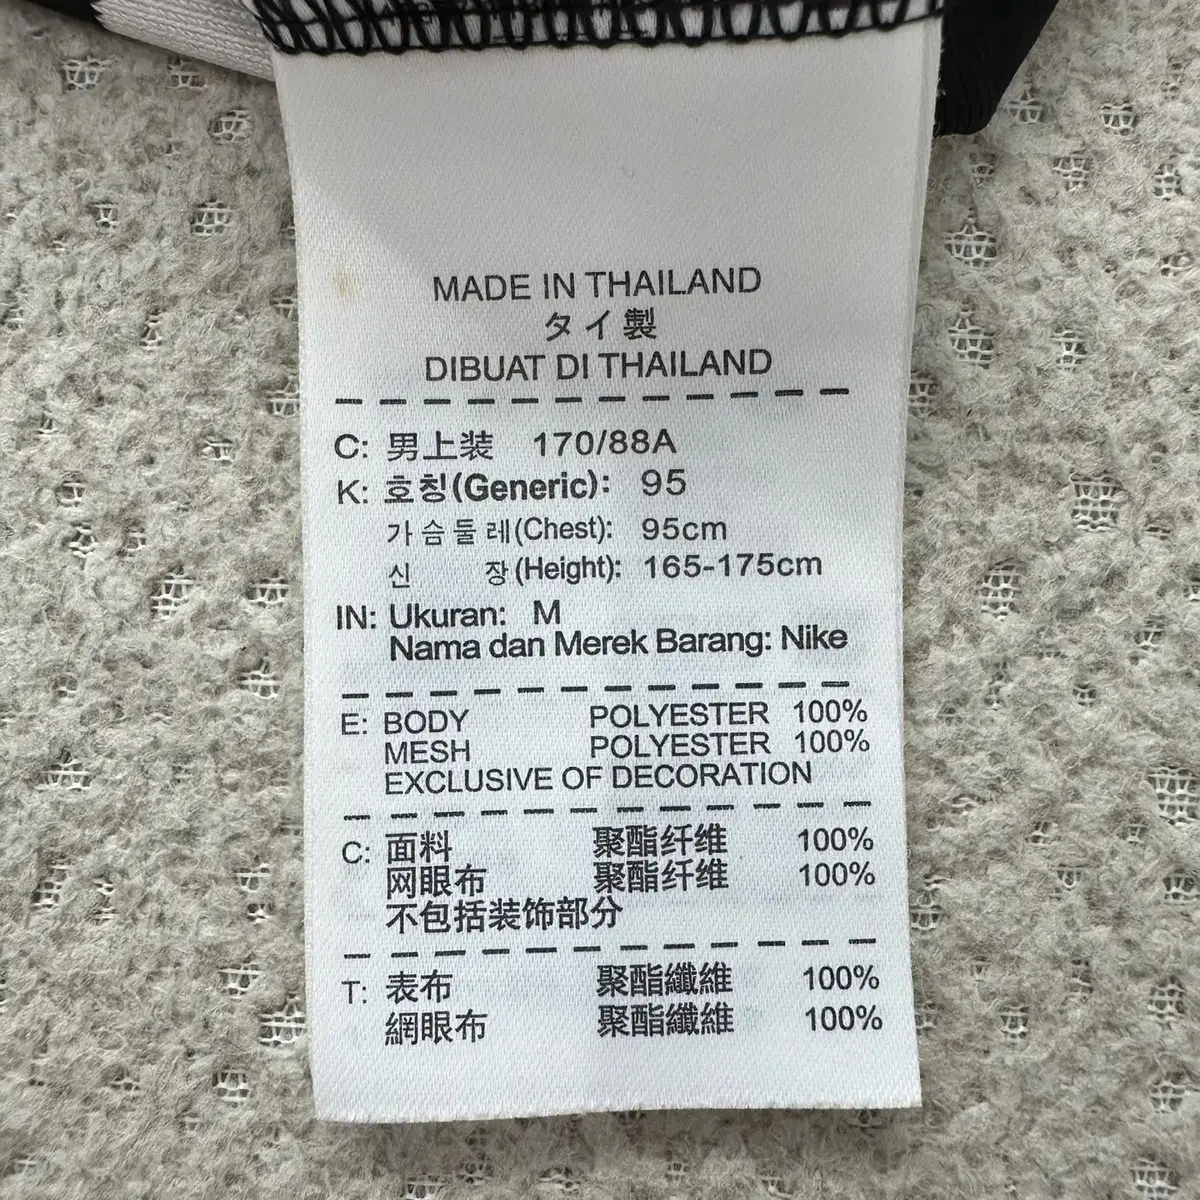 MADE IN THAILAND
タイ製
DIBUAT DI THAILAND
C: 男上装 170/88A
K: 호칭(Generic): 95
가슴둘레(Chest): 95cm
신 장(Height): 165-175cm
IN: Ukuran: M
Nama dan Merek Barang: Nike
E: BODY POLYESTER 100%
MESH POLYESTER 100%
EXCLUSIVE OF DECORATION
C: 面料 聚酯纤维 100%
网眼布 聚酯纤维 100%
不包括装饰部分
T: 表布 聚酯纖維 100%
網眼布 聚酯纖維 100%